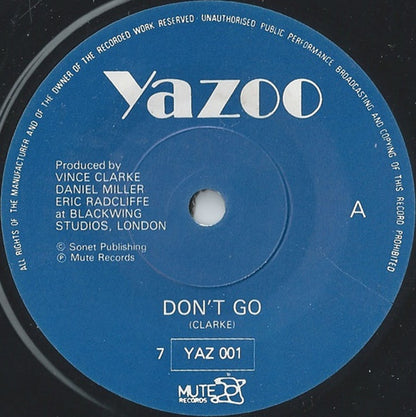 ALL RIGHTS OF THE MANUFACTURER AND OF THE OWNER OF THE RECORDED WORK RESERVED · UNAUTHORISED PUBLIC PERFORMANCE BROADCASTING AND COPYING OF THIS RECORD PROHIBITED
Yazoo
Produced by
VINCE CLARKE
DANIEL MILLER
ERIC RADCLIFFE
at BLACKWING
STUDIOS, LONDON
A
© Sonet Publishing
℗ Mute Records
DON'T GO
(CLARKE)
7 YAZ 001
MUTE
RECORDS